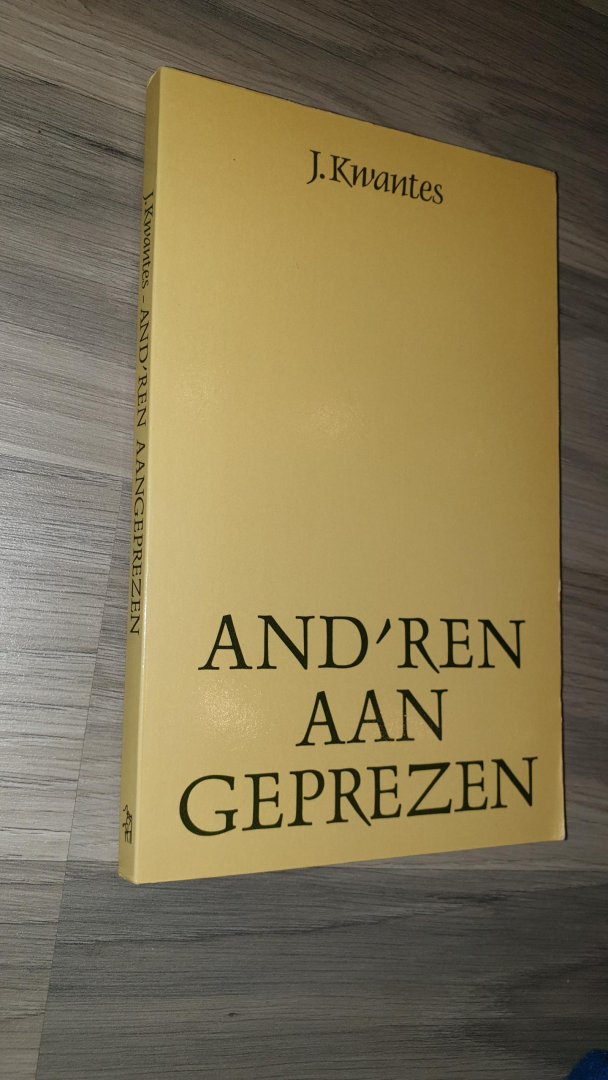 J. Kwantes
AND'REN
AAN
GEPREZEN
J. Kwantes - AND'REN AANGEPREZEN